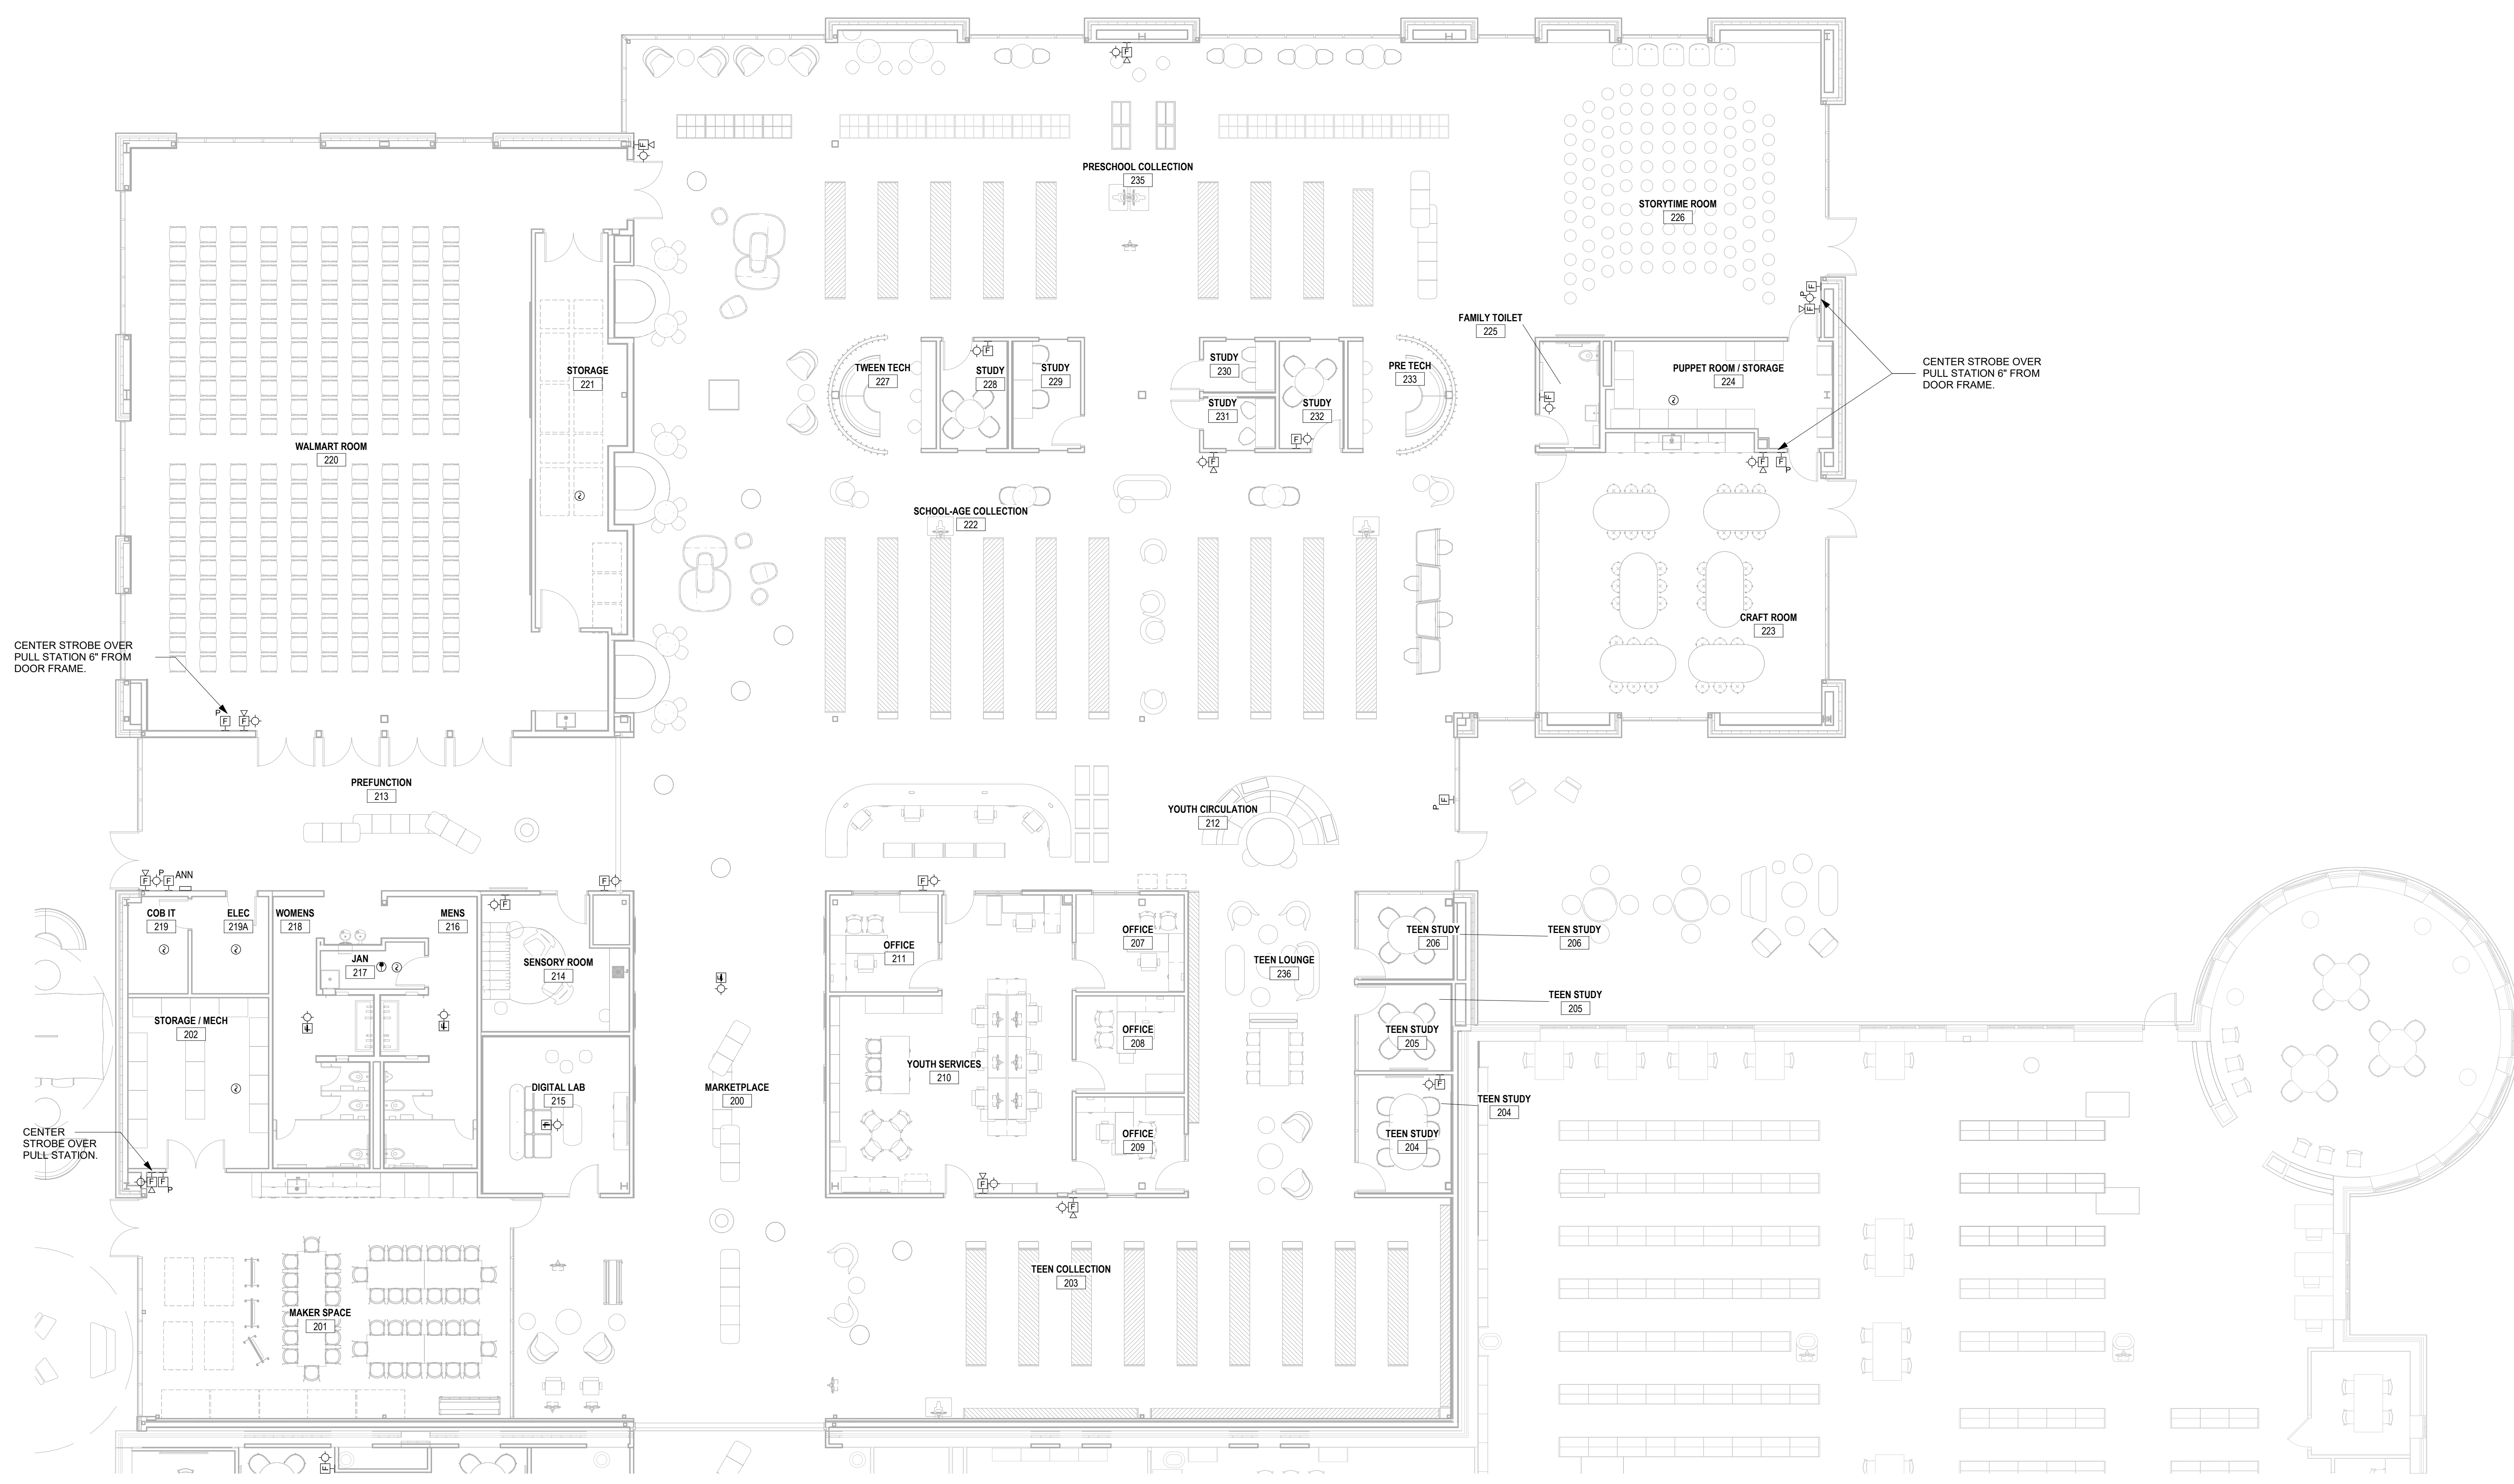 PRESCHOOL COLLECTION
235
STORYTIME ROOM
226
F
F
P
F
F
FAMILY TOILET
225
STORAGE
221
TWEEN TECH
227
STUDY
228
F
STUDY
229
STUDY
230
STUDY
231
STUDY
232
F
F
PRE TECH
233
F
PUPPET ROOM / STORAGE
224
CENTER STROBE OVER
PULL STATION 6" FROM
DOOR FRAME.
WALMART ROOM
220
F
F
P
SCHOOL-AGE COLLECTION
222
CRAFT ROOM
223
CENTER STROBE OVER
PULL STATION 6" FROM
DOOR FRAME.
P
F
F
PREFUNCTION
213
YOUTH CIRCULATION
212
P
F
F
P
F
ANN
F
F
F
COB IT
219
ELEC
219A
WOMENS
218
MENS
216
JAN
217
SENSORY ROOM
214
OFFICE
211
OFFICE
207
TEEN LOUNGE
236
TEEN STUDY
206
TEEN STUDY
206
F
TEEN STUDY
205
STORAGE / MECH
202
F
F
OFFICE
208
TEEN STUDY
205
YOUTH SERVICES
210
DIGITAL LAB
215
F
MARKETPLACE
200
F
TEEN STUDY
204
CENTER
STROBE OVER
PULL STATION.
OFFICE
209
TEEN STUDY
204
F
F
P
F
F
TEEN COLLECTION
203
MAKER SPACE
201
F